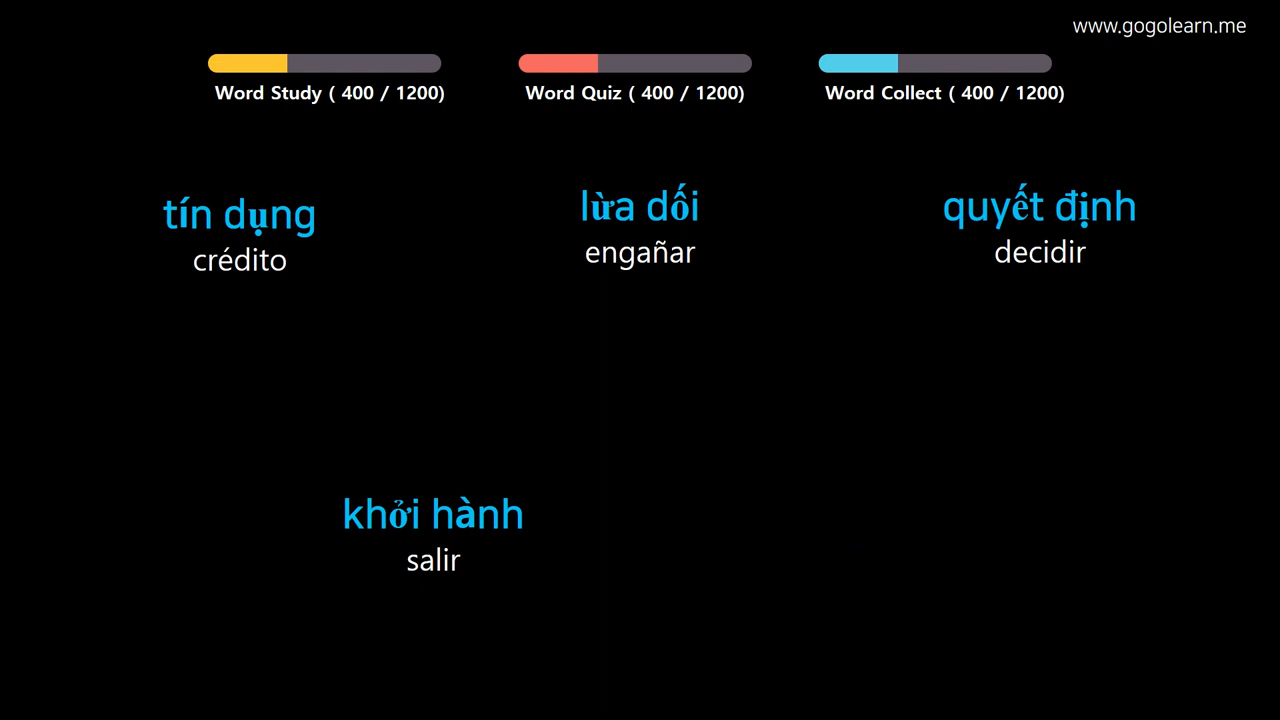 www.gogolearn.me
Word Study ( 400 / 1200)
Word Quiz ( 400 / 1200)
Word Collect ( 400 / 1200)
tín dụng
crédito
lừa dối
engañar
quyết định
decidir
khởi hành
salir